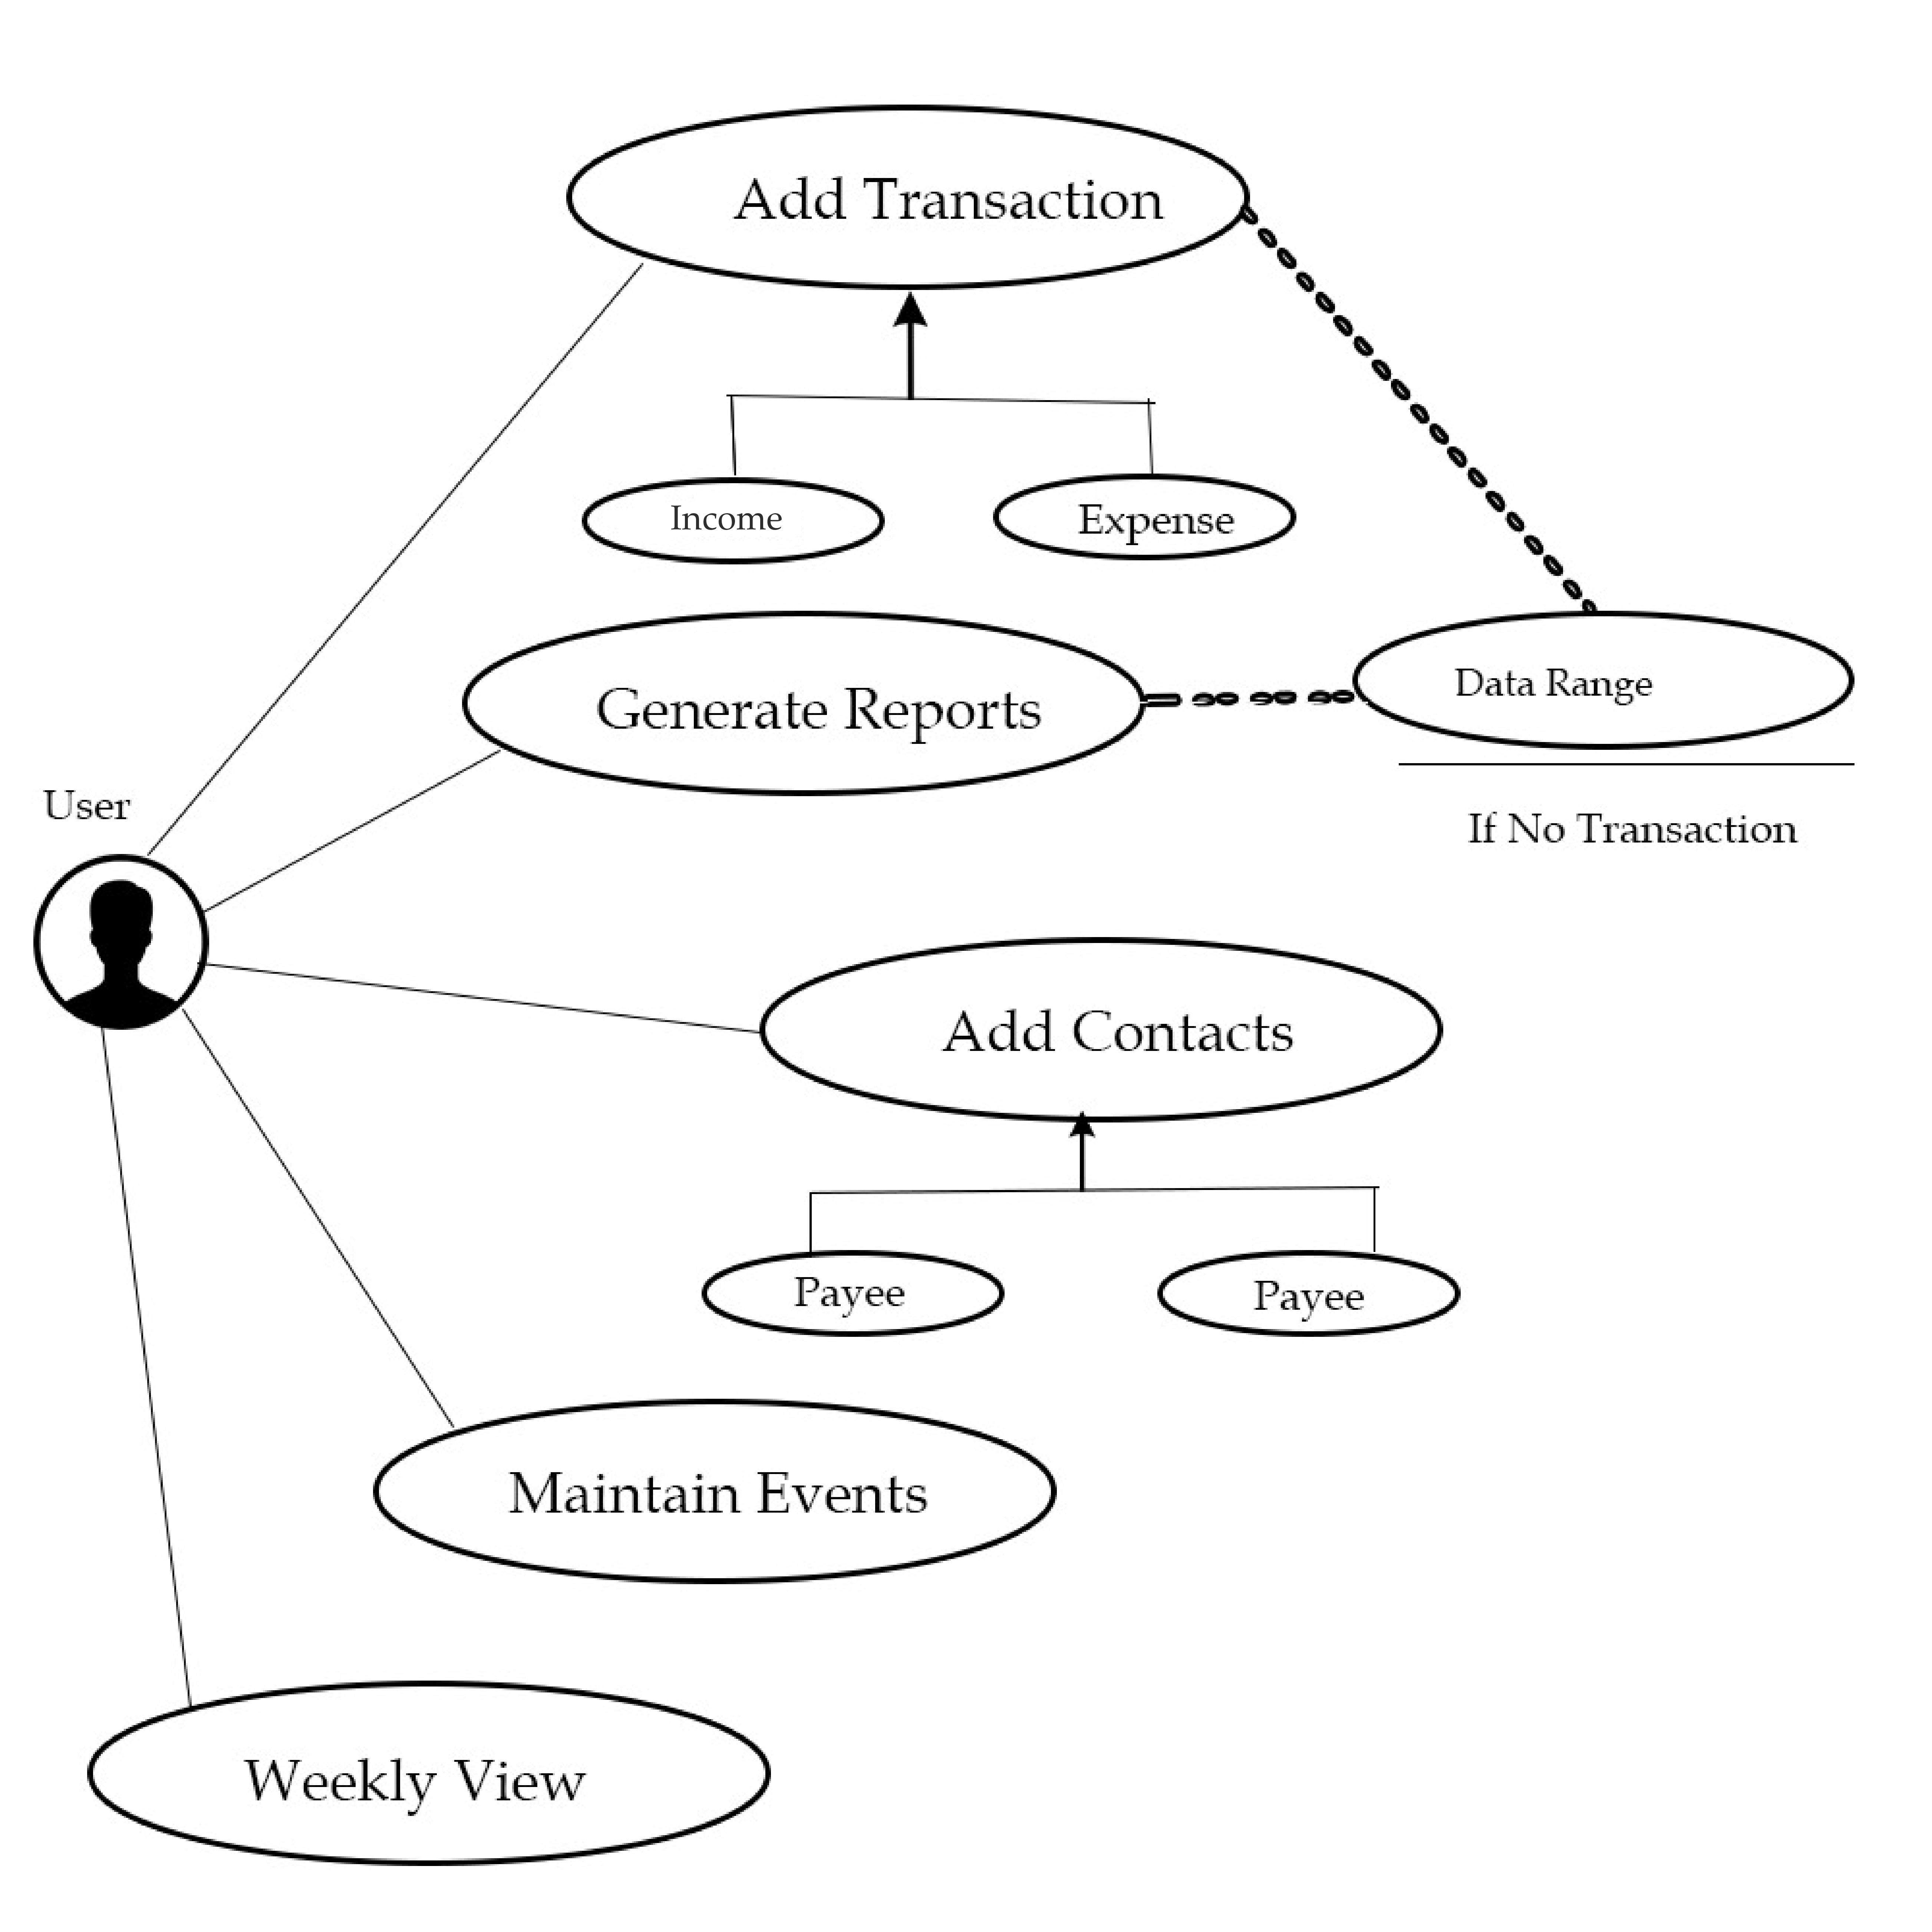 Add Transaction
Income
Expense
Generate Reports
Data Range
User
If No Transaction
Add Contacts
Payee
Payee
Maintain Events
Weekly View